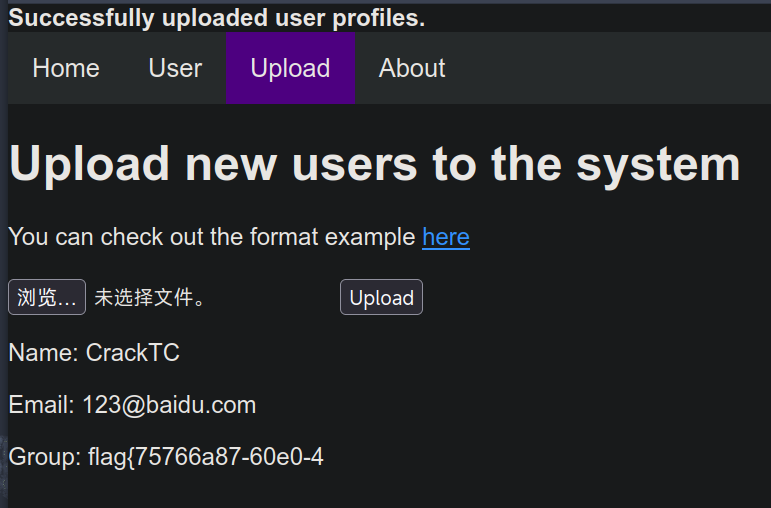 Successfully uploaded user profiles.
Home User Upload About
Upload new users to the system
You can check out the format example here
浏览… 未选择文件。 Upload
Name: CrackTC
Email: 123@baidu.com
Group: flag{75766a87-60e0-4